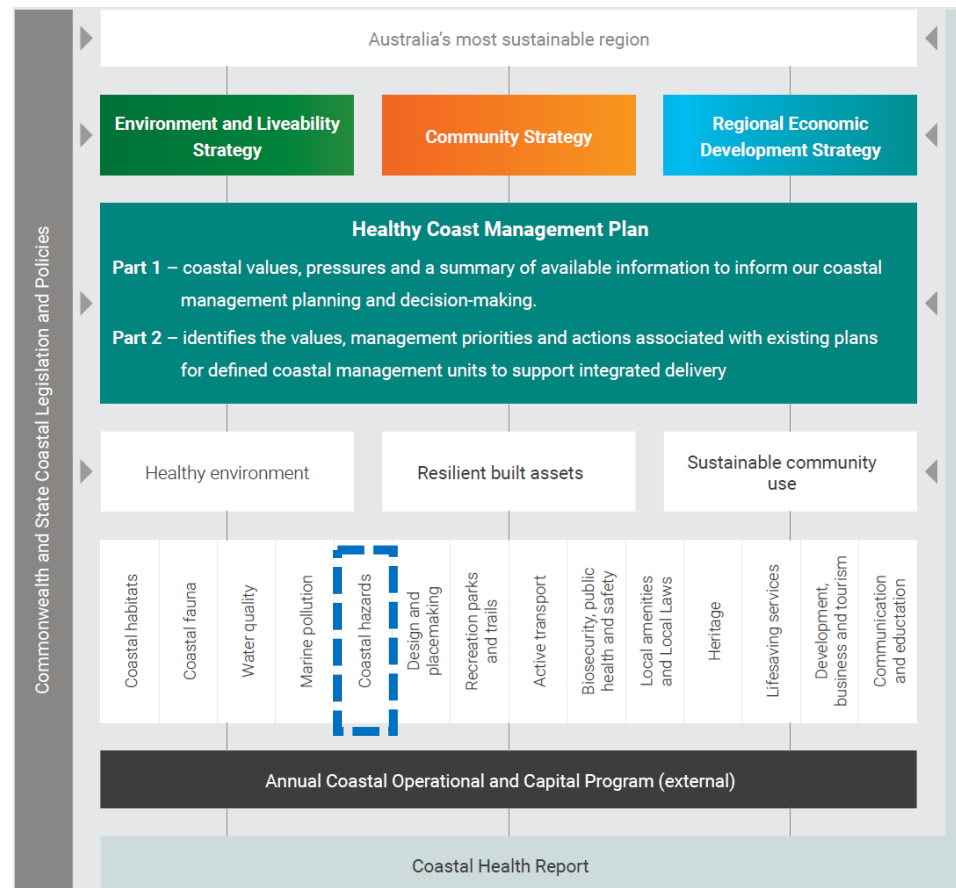 Commonwealth and State Coastal Legislation and Policies
Australia's most sustainable region
Environment and Liveability
Strategy
Community Strategy
Regional Economic
Development Strategy
Healthy Coast Management Plan
Part 1 – coastal values, pressures and a summary of available information to inform our coastal
management planning and decision-making.
Part 2 – identifies the values, management priorities and actions associated with existing plans
for defined coastal management units to support integrated delivery
Healthy environment
Resilient built assets
Sustainable community
use
Coastal habitats
Coastal fauna
Water quality
Marine pollution
Coastal hazards
Design and
placemaking
Recreation parks
and trails
Active transport
Biosecurity, public
health and safety
Local amenities
and Local Laws
Heritage
Lifesaving services
Development,
business and tourism
Communication
and eductation
Annual Coastal Operational and Capital Program (external)
Coastal Health Report